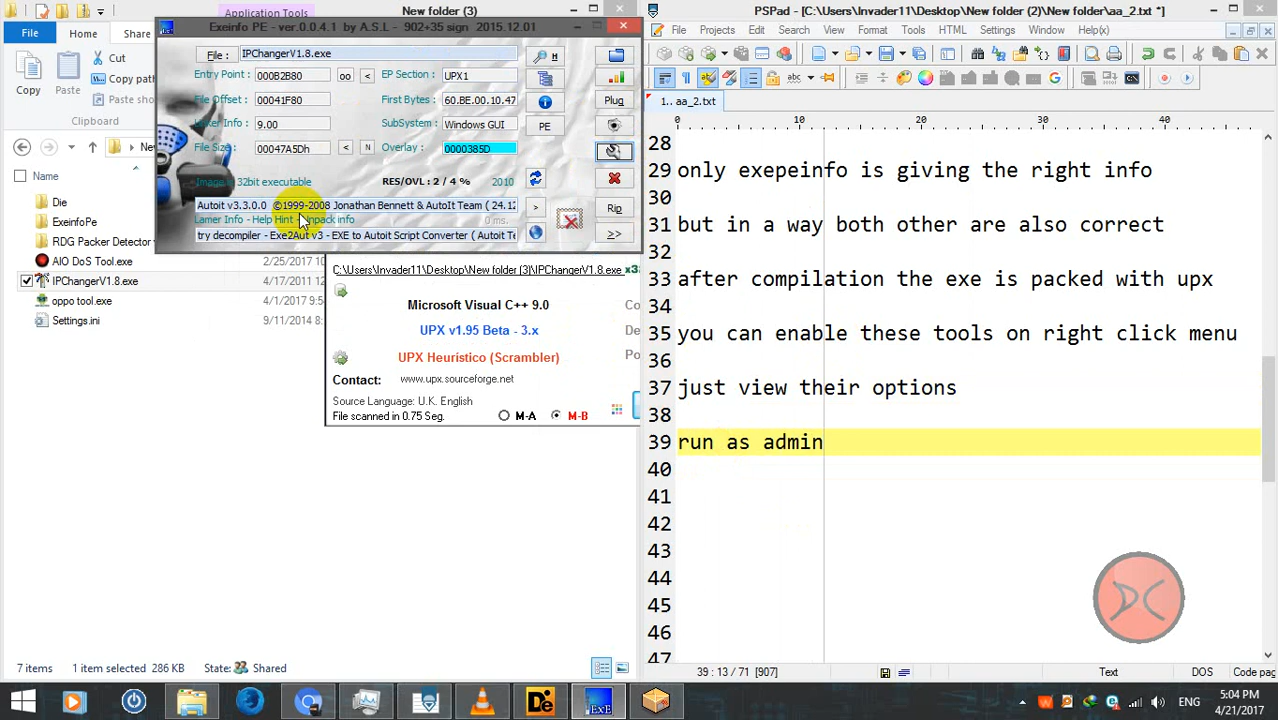 Application Tools
New folder (3)
File
Home
Share
Cut
Copy path
Paste
Copy
Paste
Clipboard
Name
Die
ExeinfoPe
RDG Packer Detector
AIO DoS Tool.exe
2/25/2017
IPChangerV1.8.exe
4/17/2011
oppo tool.exe
4/1/2017
Settings.ini
9/11/2014
7 items
1 item selected 286 KB
State:
Shared
Exeinfo PE - ver.0.0.4.1 by A.S.L - 902+35 sign 2015.12.01
File :
IPChangerV1.8.exe
H
Entry Point :
000B2B80
oo
<
EP Section :
UPX1
File Offset :
00041F80
First Bytes :
60.BE.00.10.47
Plug
Linker Info :
9.00
SubSystem :
Windows GUI
PE
File Size :
00047A5Dh
<
N
Overlay :
0000385D
Image is 32bit executable
RES/OVL : 2 / 4 %
2010
Autoit v3.3.0.0 ©1999-2008 Jonathan Bennett & AutoIt Team ( 24.12
>
Rip
Lamer Info - Help Hint - Unpack info
0 ms.
try decompiler - Exe2Aut v3 - EXE to Autoit Script Converter ( Autoit Te
>>
C:\Users\Invader11\Desktop\New folder (3)\IPChangerV1.8.exe
Microsoft Visual C++ 9.0
UPX v1.95 Beta - 3.x
UPX Heuristico (Scrambler)
Contact:
www.upx.sourceforge.net
Source Language: U.K. English
File scanned in 0.75 Seg.
M-A
M-B
PSPad - [C:\Users\Invader11\Desktop\New folder (2)\New folder\aa_2.txt *]
File Projects Edit Search View Format Tools HTML Settings Window Help(x)
1.. aa_2.txt
0 10 20 30 40
28
29 only exepeinfo is giving the right info
30
31 but in a way both other are also correct
32
33 after compilation the exe is packed with upx
34
35 you can enable these tools on right click menu
36
37 just view their options
38
39 run as admin
40
41
42
43
44
45
46
47
39 : 13 / 71 [907]
Text
DOS
Code pag
ENG
5:04 PM
4/21/2017